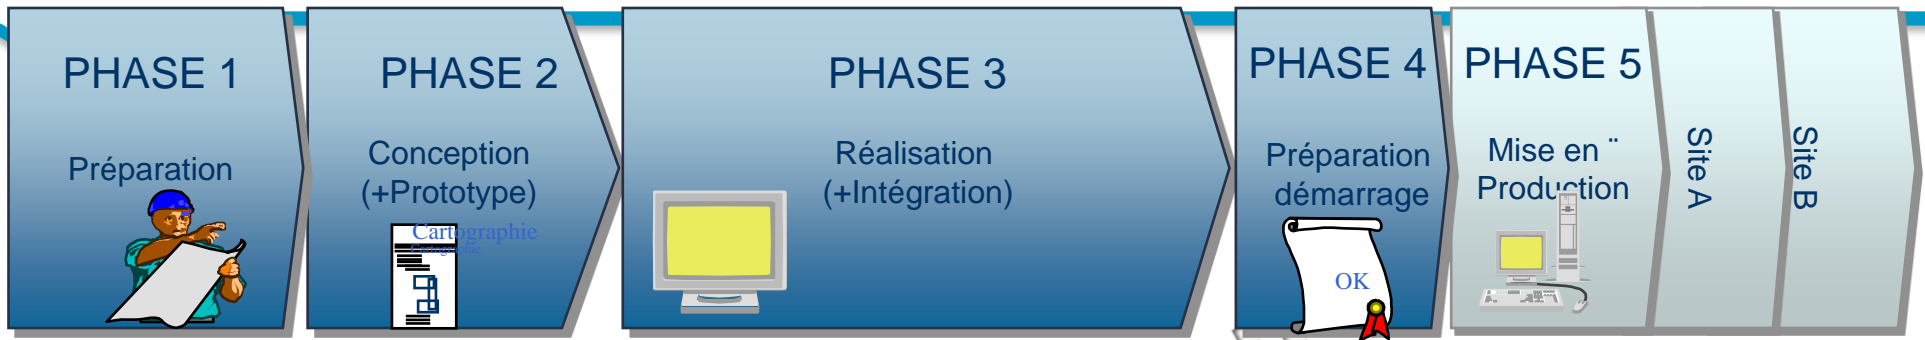 PHASE 1
Préparation
PHASE 2
Conception
(+Prototype)
Cartographie
Cartographie
PHASE 3
Réalisation
(+Intégration)
PHASE 4
Préparation
démarrage
OK
PHASE 5
Mise en ¨
Production
Site A
Site B